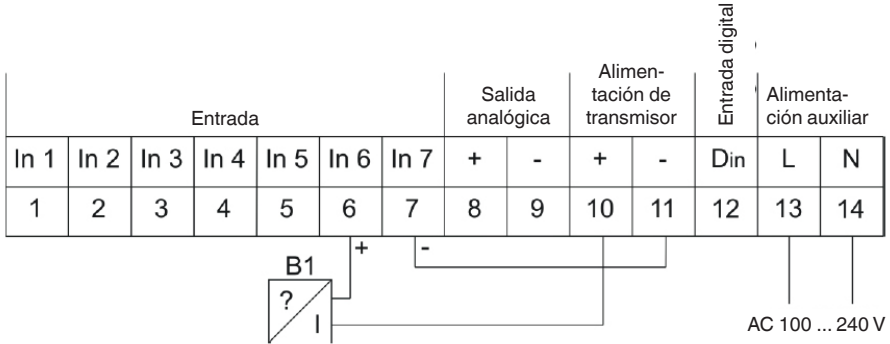 Entrada
Salida
analógica
Alimen-
tación de
transmisor
Entrada digital
Alimenta-
ción auxiliar
In 1 In 2 In 3 In 4 In 5 In 6 In 7 + - + - Din L N
1 2 3 4 5 6 7 8 9 10 11 12 13 14
+ -
B1
?
I
AC 100 ... 240 V